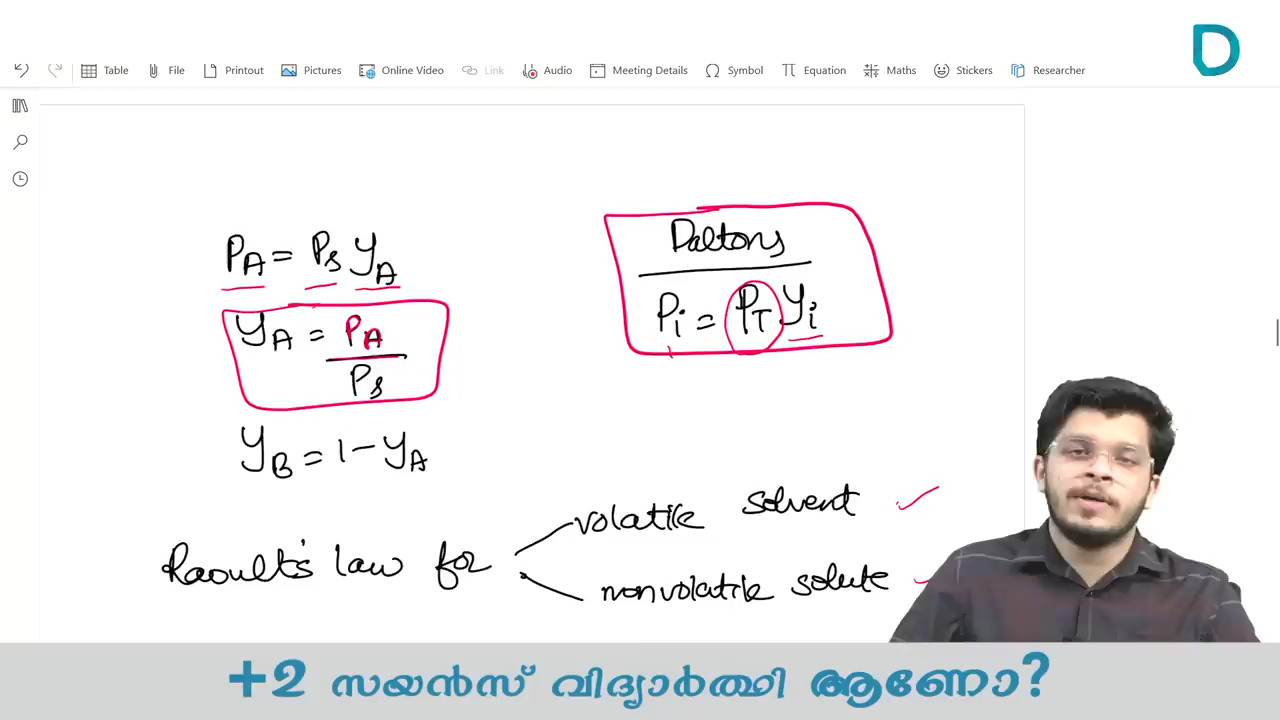 D
Table File Printout Pictures Online Video Link Audio Meeting Details Symbol Equation Maths Stickers Researcher
PA = Ps yA
yA = PA / Ps
yB = 1 - yA
Daltons
Pi = PT yi
Raoult's law for
volatile solvent
nonvolatile solute
+2 സയൻസ് വിദ്യാർത്ഥി ആണോ?